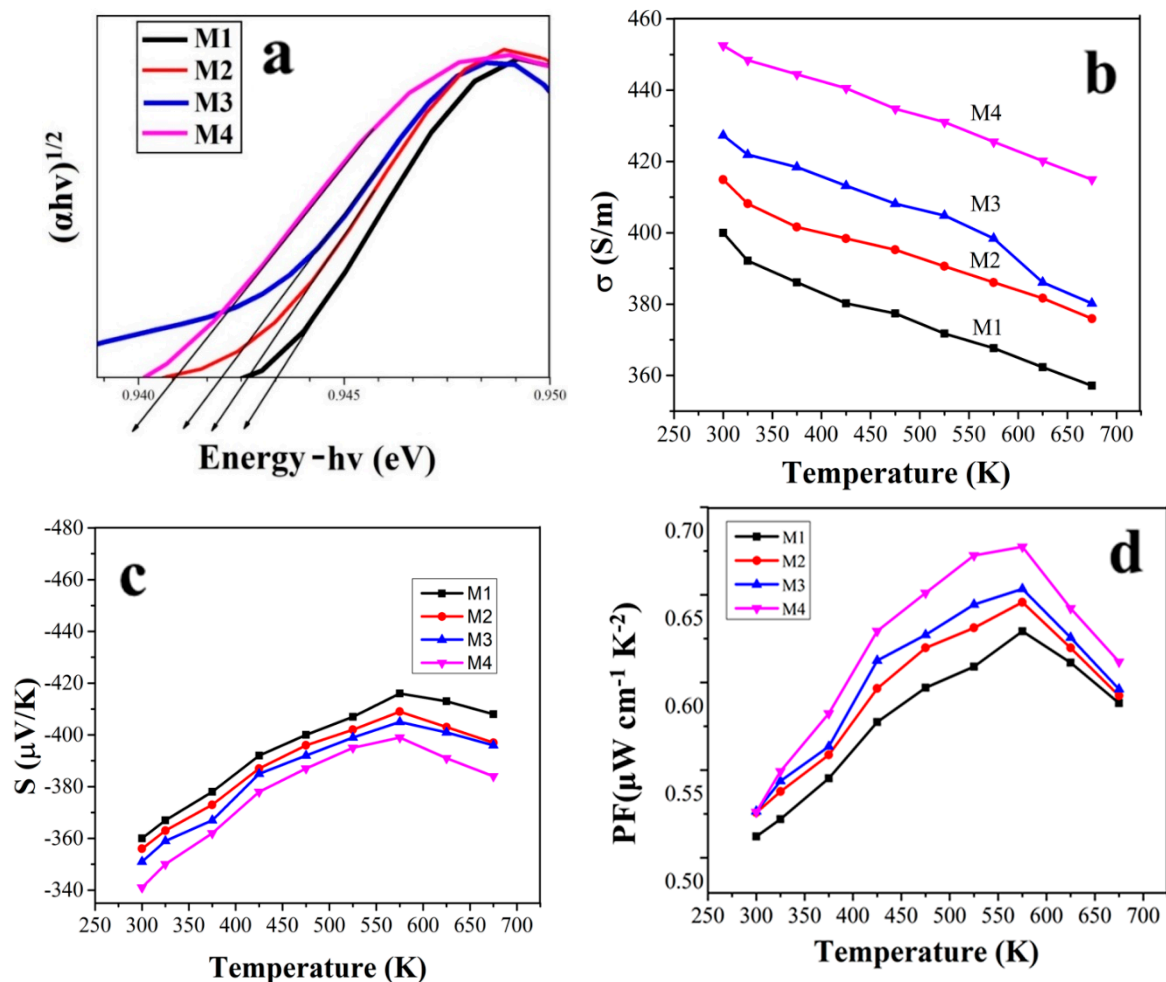 M1
M2
M3
M4
a
(αhν)1/2
0.940
0.945
0.950
Energy-hν (eV)
460
440
420
400
380
360
σ (S/m)
b
M4
M3
M2
M1
250 300 350 400 450 500 550 600 650 700
Temperature (K)
-480
-460
-440
-420
-400
-380
-360
-340
S (μV/K)
c
M1
M2
M3
M4
250 300 350 400 450 500 550 600 650 700
Temperature (K)
0.70
0.65
0.60
0.55
0.50
PF(μW cm-1 K-2)
M1
M2
M3
M4
d
250 300 350 400 450 500 550 600 650 700
Temperature (K)